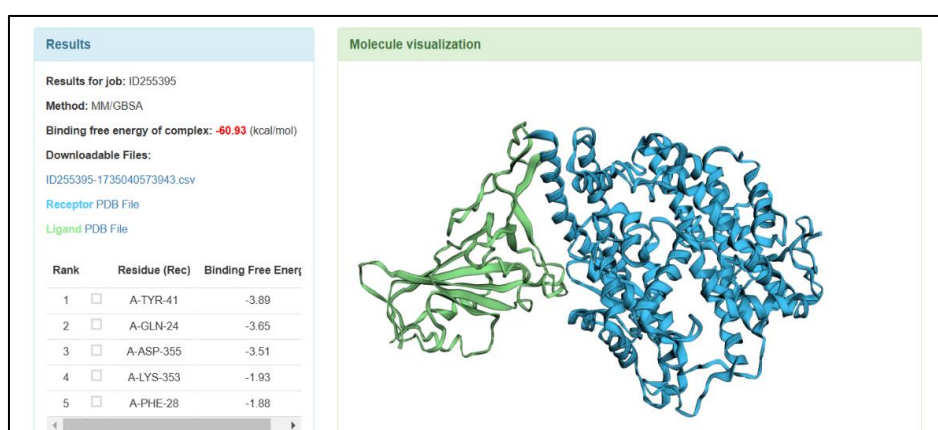 Results
Results for job: ID255395
Method: MM/GBSA
Binding free energy of complex: -60.93 (kcal/mol)
Downloadable Files:
ID255395-1735040573943.csv
Receptor PDB File
Ligand PDB File
Rank Residue (Rec) Binding Free Energ
1 A-TYR-41 -3.89
2 A-GLN-24 -3.65
3 A-ASP-355 -3.51
4 A-LYS-353 -1.93
5 A-PHE-28 -1.88
Molecule visualization